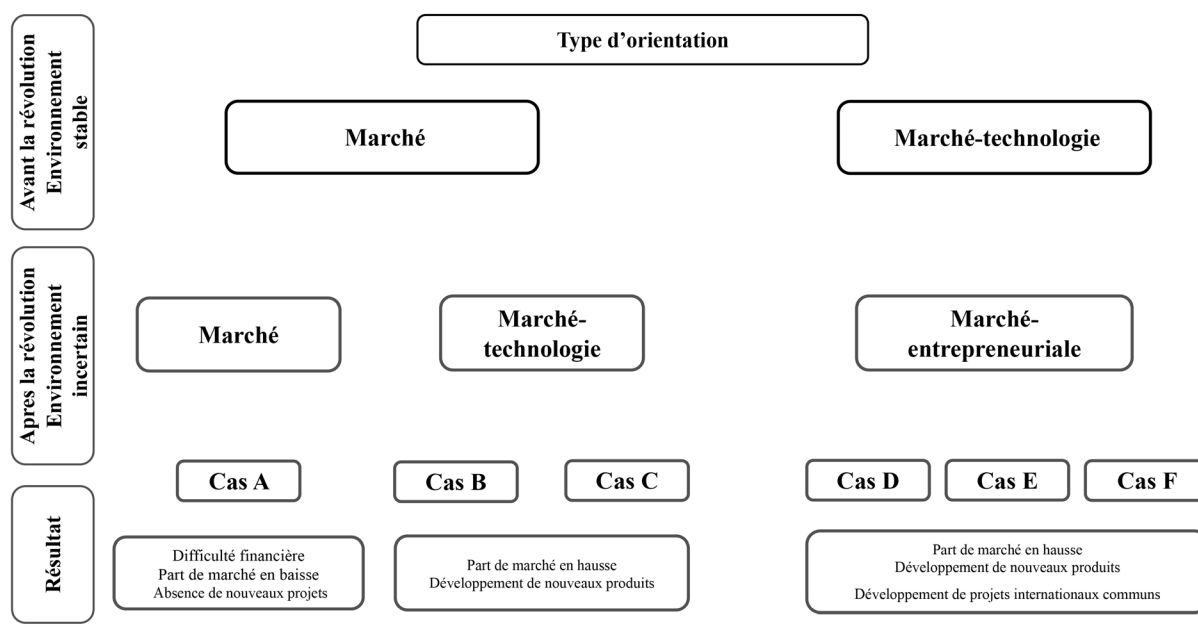 Type d’orientation
Avant la révolution
Environnement
stable
Marché
Marché-technologie
Apres la révolution
Environnement
incertain
Marché
Marché-
technologie
Marché-
entrepreneuriale
Cas A
Cas B
Cas C
Cas D
Cas E
Cas F
Résultat
Difficulté financière
Part de marché en baisse
Absence de nouveaux projets
Part de marché en hausse
Développement de nouveaux produits
Part de marché en hausse
Développement de nouveaux produits
Développement de projets internationaux communs